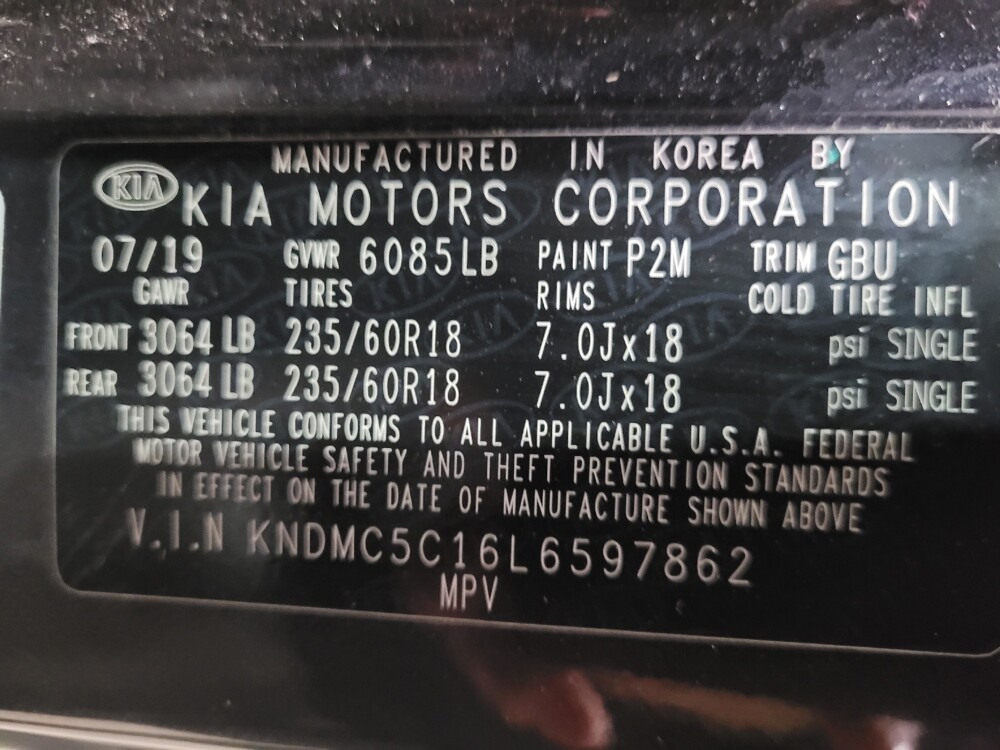 MANUFACTURED IN KOREA BY
KIA KIA MOTORS CORPORATION
07/19 GVWR 6085LB PAINT P2M TRIM GBU
GAWR TIRES RIMS COLD TIRE INFL
FRONT 3064 LB 235/60R18 7.0Jx18 psi SINGLE
REAR 3064 LB 235/60R18 7.0Jx18 psi SINGLE
THIS VEHICLE CONFORMS TO ALL APPLICABLE U.S.A. FEDERAL
MOTOR VEHICLE SAFETY AND THEFT PREVENTION STANDARDS
IN EFFECT ON THE DATE OF MANUFACTURE SHOWN ABOVE
V.I.N KNDMC5C16L6597862
MPV